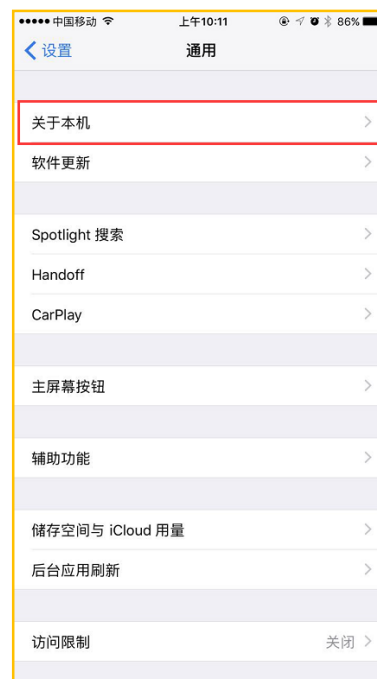 中国移动 上午10:11 86%
设置 通用
关于本机
软件更新
Spotlight 搜索
Handoff
CarPlay
主屏幕按钮
辅助功能
储存空间与 iCloud 用量
后台应用刷新
访问限制 关闭